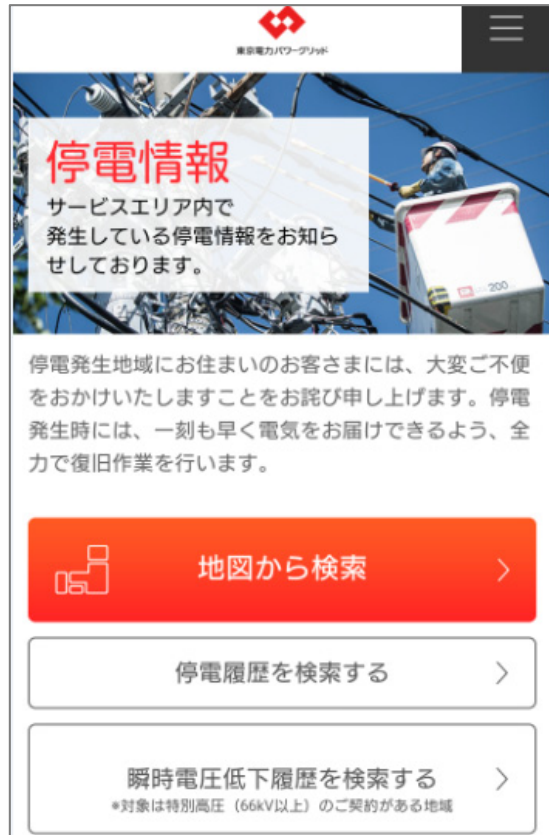 東京電力パワーグリッド
停電情報
サービスエリア内で
発生している停電情報をお知ら
せしております。
200
停電発生地域にお住まいのお客さまには、大変ご不便
をおかけいたしますことをお詫び申し上げます。停電
発生時には、一刻も早く電気をお届けできるよう、全
力で復旧作業を行います。
地図から検索
停電履歴を検索する
瞬時電圧低下履歴を検索する
*対象は特別高圧（66kV以上）のご契約がある地域